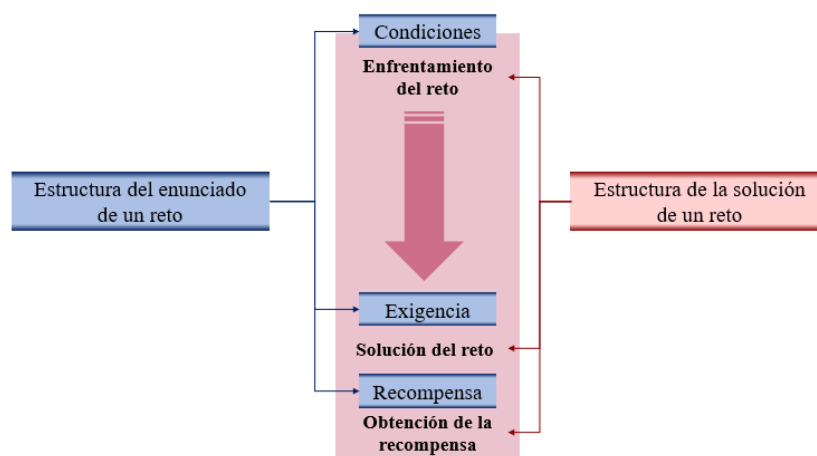 Condiciones
Enfrentamiento
del reto
Estructura del enunciado
de un reto
Estructura de la solución
de un reto
Exigencia
Solución del reto
Recompensa
Obtención de la
recompensa